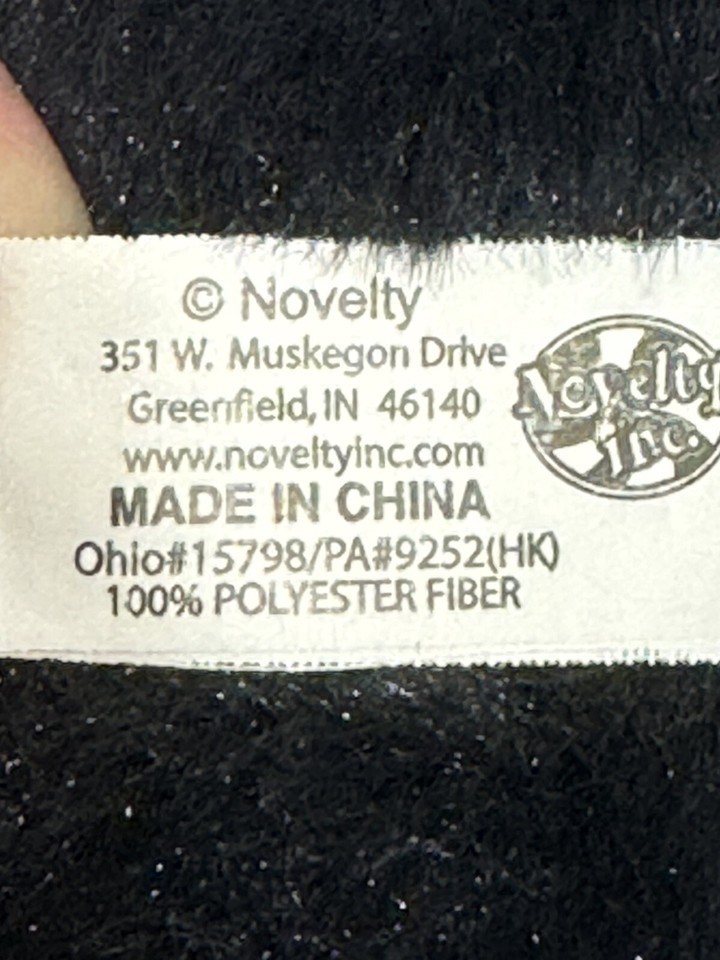 © Novelty
351 W. Muskegon Drive
Greenfield, IN 46140
www.noveltyinc.com
MADE IN CHINA
Ohio#15798/PA#9252(HK)
100% POLYESTER FIBER
Novelty
Inc.